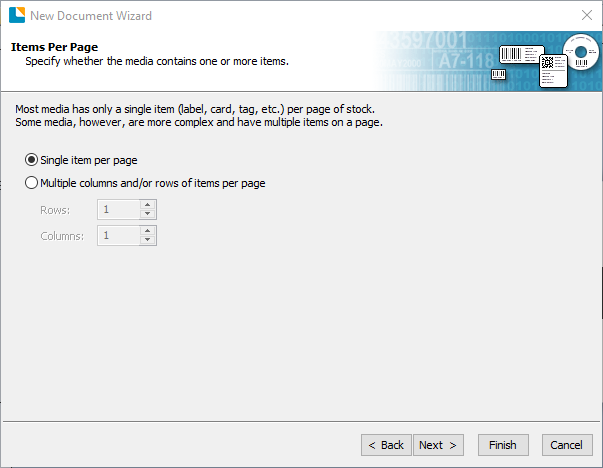 New Document Wizard
Items Per Page
Specify whether the media contains one or more items.
3597001
A7-118
Most media has only a single item (label, card, tag, etc.) per page of stock.
Some media, however, are more complex and have multiple items on a page.
Single item per page
Multiple columns and/or rows of items per page
Rows: 1
Columns: 1
< Back Next > Finish Cancel